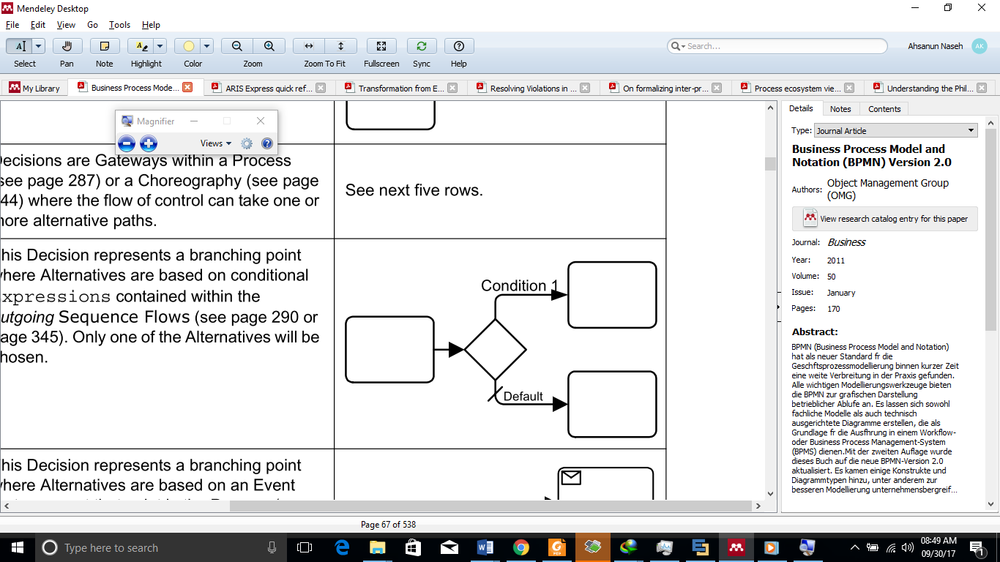 Mendeley Desktop
File Edit View Go Tools Help
Search...
Ahsanun Naseh
AK
Select Pan Note Highlight Color Zoom Zoom To Fit Fullscreen Sync Help
My Library
Business Process Mode...
ARIS Express quick ref...
Transformation from E...
Resolving Violations in ...
On formalizing inter-pr...
Process ecosystem vie...
Understanding the Phil...
Magnifier
Views
ecisions are Gateways within a Process
see page 287) or a Choreography (see page
44) where the flow of control can take one or
ore alternative paths.
See next five rows.
his Decision represents a branching point
here Alternatives are based on conditional
xpressions contained within the
utgoing Sequence Flows (see page 290 or
age 345). Only one of the Alternatives will be
hosen.
Condition 1
Default
his Decision represents a branching point
here Alternatives are based on an Event
Page 67 of 538
Details Notes Contents
Type: Journal Article
Business Process Model and
Notation (BPMN) Version 2.0
Authors: Object Management Group
(OMG)
View research catalog entry for this paper
Journal: Business
Year: 2011
Volume: 50
Issue: January
Pages: 170
Abstract:
BPMN (Business Process Model and Notation)
hat als neuer Standard fr die
Geschftsprozessmodellierung binnen kurzer Zeit
eine weite Verbreitung in der Praxis gefunden.
Alle wichtigen Modellierungswerkzeuge bieten
die BPMN zur grafischen Darstellung
betrieblicher Ablufe an. Es lassen sich sowohl
fachliche Modelle als auch technisch
ausgerichtete Diagramme erstellen, die als
Grundlage fr die Ausfhrung in einem Workflow-
oder Business Process Management-System
(BPMS) dienen.Mit der zweiten Auflage wurde
dieses Buch auf die neue BPMN-Version 2.0
aktualisiert. Es kamen einige Konstrukte und
Diagrammtypen hinzu, unter anderem zur
besseren Modellierung unternehmensbergreif...
Type here to search
08:49 AM
09/30/17
1